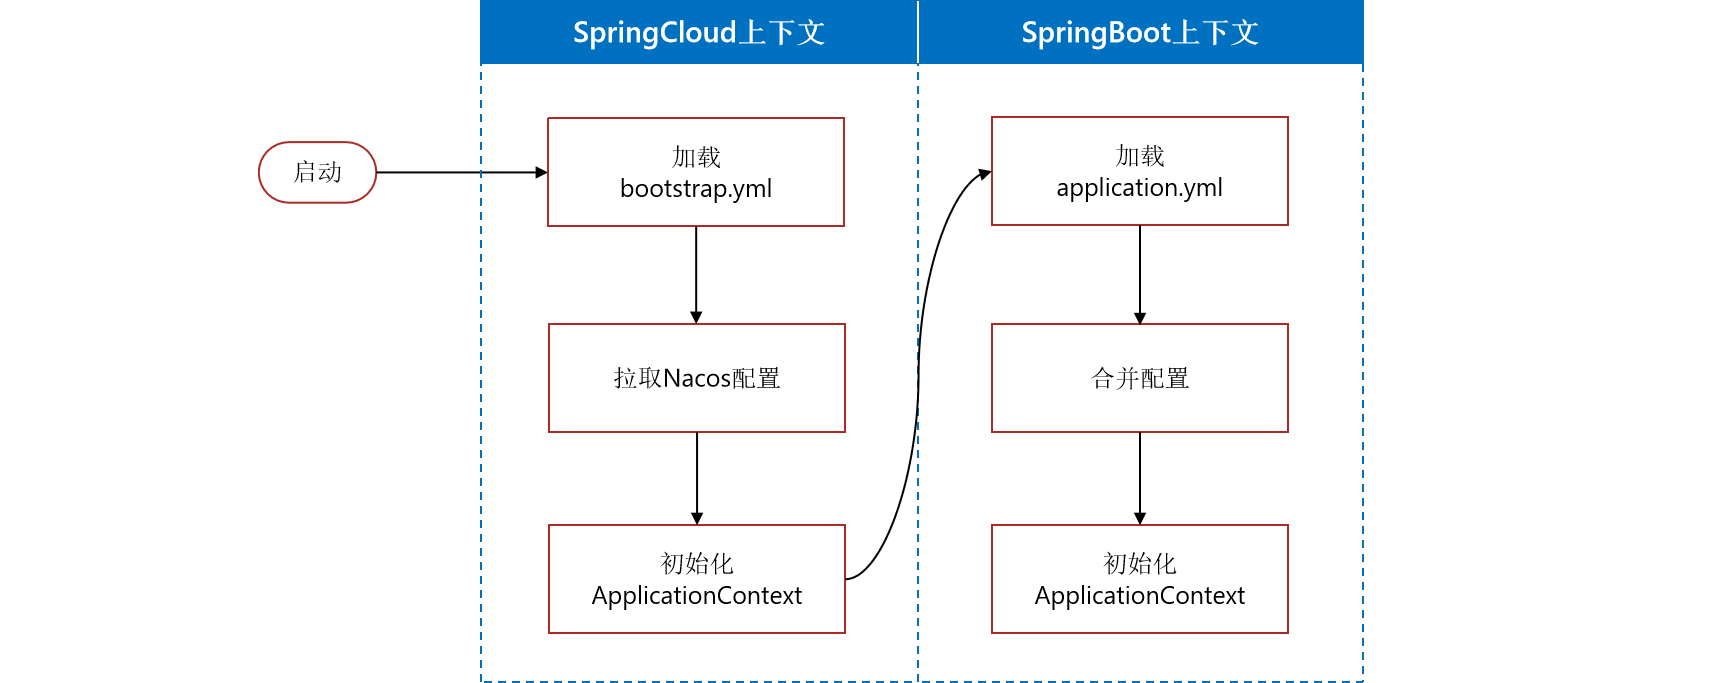 SpringCloud上下文
SpringBoot上下文
启动
加载
bootstrap.yml
拉取Nacos配置
初始化
ApplicationContext
加载
application.yml
合并配置
初始化
ApplicationContext